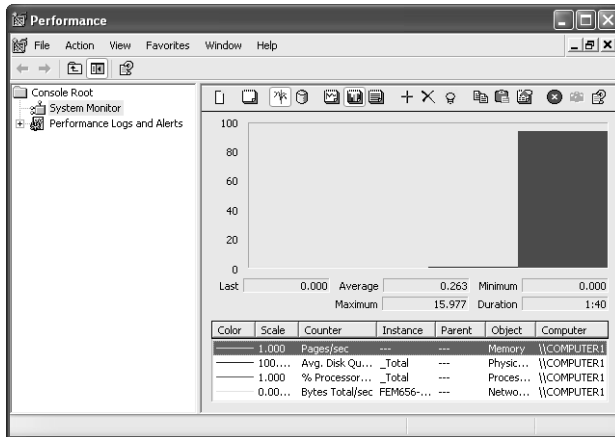 Performance
File Action View Favorites Window Help
Console Root
System Monitor
Performance Logs and Alerts
100
80
60
40
20
0
Last 0.000 Average 0.263 Minimum 0.000
Maximum 15.977 Duration 1:40
Color Scale Counter Instance Parent Object Computer
1.000 Pages/sec --- --- Memory \\COMPUTER1
100.... Avg. Disk Qu... _Total --- Physic... \\COMPUTER1
1.000 % Processor... _Total --- Proces... \\COMPUTER1
0.00... Bytes Total/sec FEM656-... --- Netwo... \\COMPUTER1